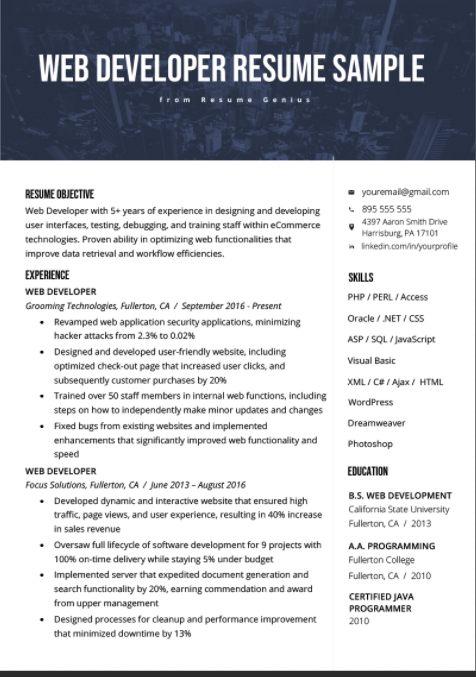 WEB DEVELOPER RESUME SAMPLE
from Resume Genius
RESUME OBJECTIVE
Web Developer with 5+ years of experience in designing and developing
user interfaces, testing, debugging, and training staff within eCommerce
technologies. Proven ability in optimizing web functionalities that
improve data retrieval and workflow efficiencies.
EXPERIENCE
WEB DEVELOPER
Grooming Technologies, Fullerton, CA / September 2016 - Present
• Revamped web application security applications, minimizing
hacker attacks from 2.3% to 0.02%
• Designed and developed user-friendly website, including
optimized check-out page that increased user clicks, and
subsequently customer purchases by 20%
• Trained over 50 staff members in internal web functions, including
steps on how to independently make minor updates and changes
• Fixed bugs from existing websites and implemented
enhancements that significantly improved web functionality and
speed
WEB DEVELOPER
Focus Solutions, Fullerton, CA / June 2013 – August 2016
• Developed dynamic and interactive website that ensured high
traffic, page views, and user experience, resulting in 40% increase
in sales revenue
• Oversaw full lifecycle of software development for 9 projects with
100% on-time delivery while staying 5% under budget
• Implemented server that expedited document generation and
search functionality by 20%, earning commendation and award
from upper management
• Designed processes for cleanup and performance improvement
that minimized downtime by 13%
youremail@gmail.com
895 555 555
4397 Aaron Smith Drive
Harrisburg, PA 17101
linkedin.com/in/yourprofile
SKILLS
PHP / PERL / Access
Oracle / .NET / CSS
ASP / SQL / JavaScript
Visual Basic
XML / C# / Ajax / HTML
WordPress
Dreamweaver
Photoshop
EDUCATION
B.S. WEB DEVELOPMENT
California State University
Fullerton, CA / 2013
A.A. PROGRAMMING
Fullerton College
Fullerton, CA / 2010
CERTIFIED JAVA
PROGRAMMER
2010